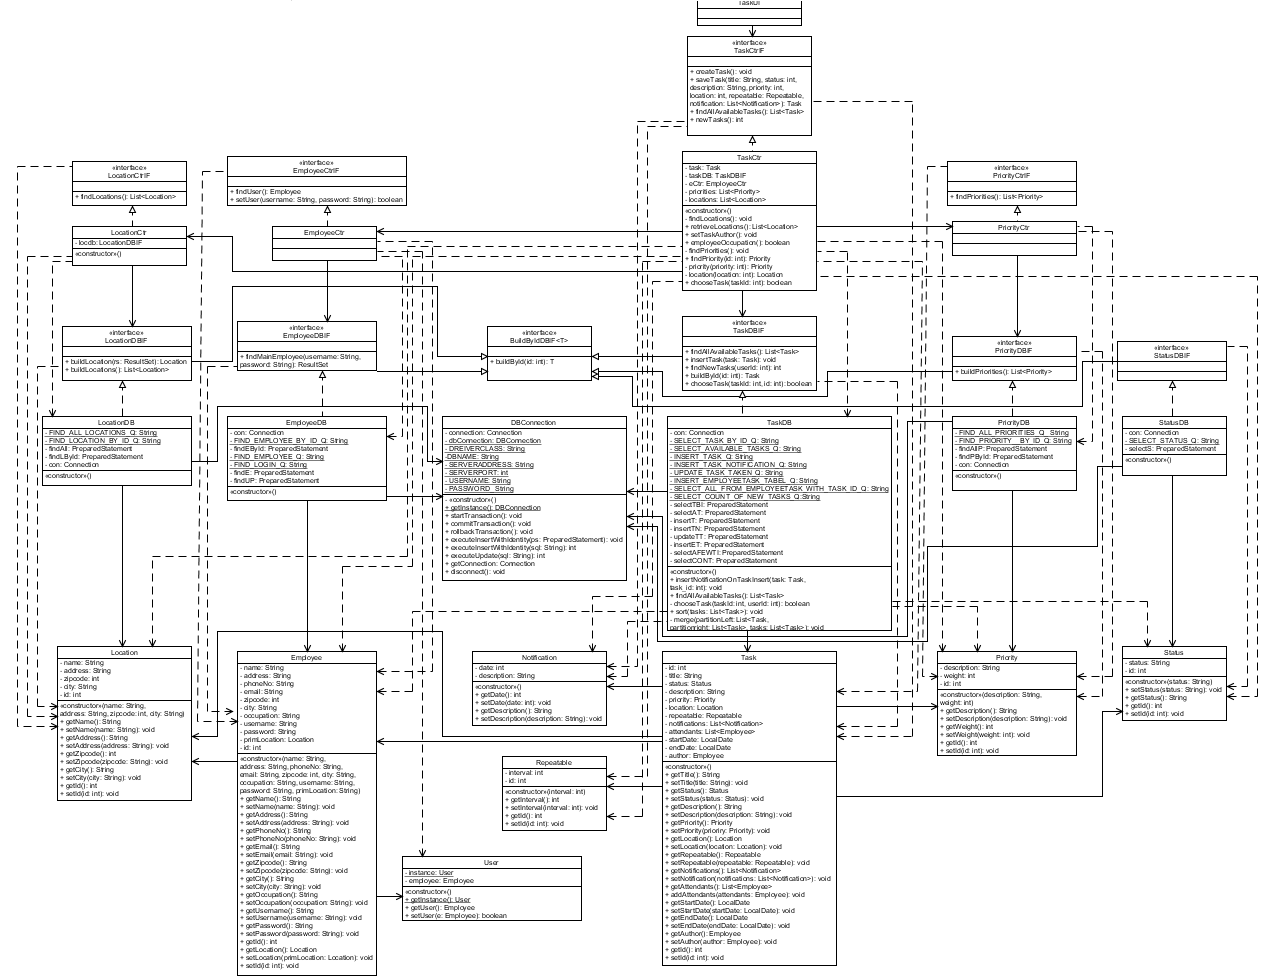 TaskUI
«interface»
TaskCtrIF
+ createTask(): void
+ saveTask(title: String, status: int,
description: String, priority: int,
location: int, repeatable: Repeatable,
notification: List<Notification>): Task
+ findAllAvailableTasks(): List<Task>
+ newTasks(): int
«interface»
LocationCtrIF
+ findLocations(): List<Location>
«interface»
EmployeeCtrIF
+ findUser(): Employee
+ setUser(username: String, password: String): boolean
TaskCtr
- task: Task
- taskDB: TaskDBIF
- eCtr: EmployeeCtr
- priorities: List<Priority>
- locations: List<Location>
«constructor»()
- findLocations(): void
+ retrieveLocations(): List<Location>
+ setTaskAuthor(): void
+ employeeOccupation(): boolean
- findPriorities(): void
+ findPriority(id: int): Priority
- priority(priority: int): Priority
- location(location: int): Location
+ chooseTask(taskId: int): boolean
«interface»
PriorityCtrIF
+ findPriorities(): List<Priority>
LocationCtr
- locdb: LocationDBIF
«constructor»()
EmployeeCtr
PriorityCtr
«interface»
LocationDBIF
+ buildLocation(rs: ResultSet): Location
+ buildLocations(): List<Location>
«interface»
EmployeeDBIF
+ findMainEmployee(username: String,
password: String): ResultSet
«interface»
BuildByIdDBIF<T>
+ buildById(id: int): T
«interface»
TaskDBIF
+ findAllAvailableTasks(): List<Task>
+ insertTask(task: Task): void
+ findNewTasks(userId: int): int
+ buildById(id: int): Task
+ chooseTask(taskId: int, id: int): boolean
«interface»
PriorityDBIF
+ buildPriorities(): List<Priority>
«interface»
StatusDBIF
LocationDB
- FIND_ALL_LOCATIONS_Q: String
- FIND_LOCATION_BY_ID_Q: String
- findAll: PreparedStatement
- findLById: PreparedStatement
- con: Connection
«constructor»()
EmployeeDB
- con: Connection
- FIND_EMPLOYEE_BY_ID_Q: String
- findEById: PreparedStatement
- FIND_EMPLOYEE_Q: String
- findE: PreparedStatement
- FIND_LOGIN_Q: String
- findUP: PreparedStatement
«constructor»()
DBConnection
- connection: Connection
- dbConnection: DBConnection
- DREIVERCLASS: String
-DBNAME: String
- SERVERADDRESS: String
- SERVERPORT: int
- USERNAME: String
- PASSWORD_String
- «constructor»()
+ getInstance(): DBConnection
+ startTransaction(): void
+ commitTransaction(): void
+ rollbackTransaction(): void
+ executeInsertWithIdentity(ps: PreparedStatement): void
+ executeInsertWithIdentity(sql: String): int
+ executeUpdate(sql: String): int
+ getConnection: Connection
+ disconnect(): void
TaskDB
- con: Connection
- SELECT_TASK_BY_ID_Q: String
- SELECT_AVAILABLE_TASKS_Q: String
- INSERT_TASK_Q: String
- INSERT_TASK_NOTIFICATION_Q: String
- UPDATE_TASK_TAKEN_Q: String
- INSERT_EMPLOYEETASK_TABEL_Q: String
- SELECT_ALL_FROM_EMPLOYEETASK_WITH_TASK_ID_Q: String
- SELECT_COUNT_OF_NEW_TASKS_Q:String
- selectTBI: PreparedStatement
- selectAT: PreparedStatement
- insertT: PreparedStatement
- insertTN: PreparedStatement
- updateTT: PreparedStatement
- insertET: PreparedStatement
- selectAFEWTI: PreparedStatement
- selectCONT: PreparedStatement
«constructor»()
+ insertNotificationOnTaskInsert(task: Task,
task_id: int): void
+ findAllAvailableTasks(): List<Task>
- chooseTask(taskId: int, userId: int): boolean
+ sort(tasks: List<Task>): void
- merge(partitionLeft: List<Task,
partitionright: List<Task>, tasks: List<Task>): void
PriorityDB
- FIND_ALL_PRIORITIES_Q_String
- FIND_PRIORITY__BY_ID_Q: String
- findAllP: PreparedStatement
- findPById: PreparedStatement
- con: Connection
«constructor»()
StatusDB
- con: Connection
- SELECT_STATUS_Q: String
- selectS: PreparedStatement
«constructor»()
Location
- name: String
- address: String
- zipcode: int
- city: String
- id: int
«constructor»(name: String,
address: String, zipcode: int, city: String)
+ getName(): String
+ setName(name: String): void
+ getAddress(): String
+ setAddress(address: String): void
+ getZipcode(): int
+ setZipcode(zipcode: String): void
+ getCity(): String
+ setCity(city: String): void
+ getId(): int
+ setId(id: int): void
Employee
- name: String
- address: String
- phoneNo: String
- email: String
- zipcode: int
- city: String
- occupation: String
- username: String
- password: String
- primLocation: Location
- id: int
«constructor»(name: String,
address: String, phoneNo: String,
email: String, zipcode: int, city: String,
occupation: String, username: String,
password: String, primLocation: String)
+ getName(): String
+ setName(name: String): void
+ getAddress(): String
+ setAddress(address: String): void
+ getPhoneNo(): String
+ setPhoneNo(phoneNo: String): void
+ getEmail(): String
+ setEmail(email: String): void
+ getZipcode(): String
+ setZipcode(zipcode: String): void
+ getCity(): String
+ setCity(city: String): void
+ getOccupation(): String
+ setOccupation(occupation: String): void
+ getUsername(): String
+ setUsername(username: String): void
+ getPassword(): String
+ setPassword(password: String): void
+ getId(): int
+ getLocation(): Location
+ setLocation(primLocation: Location): void
+ setId(id: int): void
Notification
- date: int
- description: String
«constructor»()
+ getDate(): int
+ setDate(date: int): void
+ getDescription(): String
+ setDescription(description: String): void
Repeatable
- interval: int
- id: int
«constructor»(interval: int)
+ getInterval(): int
+ setInterval(interval: int): void
+ getId(): int
+ setId(id: int): void
User
- instance: User
- employee: Employee
«constructor»()
+ getInstance(): User
+ getUser(): Employee
+ setUser(e: Employee): boolean
Task
- id: int
- title: String
- status: Status
- description: String
- priority: Priority
- location: Location
- repeatable: Repeatable
- notifications: List<Notification>
- attendants: List<Employee>
- startDate: LocalDate
- endDate: LocalDate
- author: Employee
«constructor»()
+ getTitle(): String
+ setTitle(title: String): void
+ getStatus(): Status
+ setStatus(status: Status): void
+ getDescription(): String
+ setDescription(description: String): void
+ getPriority(): Priority
+ setPriority(prioriry: Priority): void
+ getLocation(): Location
+ setLocation(locatlon: Location): void
+ getRepeatable(): Repeatable
+ setRepeatable(repeatable: Repeatable): void
+ getNotifications(): List<Notification>
+ setNotification(notifications: List<Notification>): void
+ getAttendants(): List<Employee>
+ addAttendants(attendants: Employee): void
+ getStartDate(): LocalDate
+ setStartDate(startDate: LocalDate): void
+ getEndDate(): LocalDate
+ setEndDate(endDate: LocalDate): void
+ getAuthor(): Employee
+ setAuthor(author: Employee): void
+ getId(): int
+ setId(id: int): void
Priority
- description: String
- weight: int
- id: int
«constructor»(description: String,
weight: int)
+ getDescription(): String
+ setDescription(description: String): void
+ getWeight(): int
+ setWeight(weight: int): void
+ getId(): int
+ setId(id: int): void
Status
- status: String
- id: int
«constructor»(status: String)
+ setStatus(status: String): void
+ getStatus(): String
+ getId(): int
+ setId(id: int): void